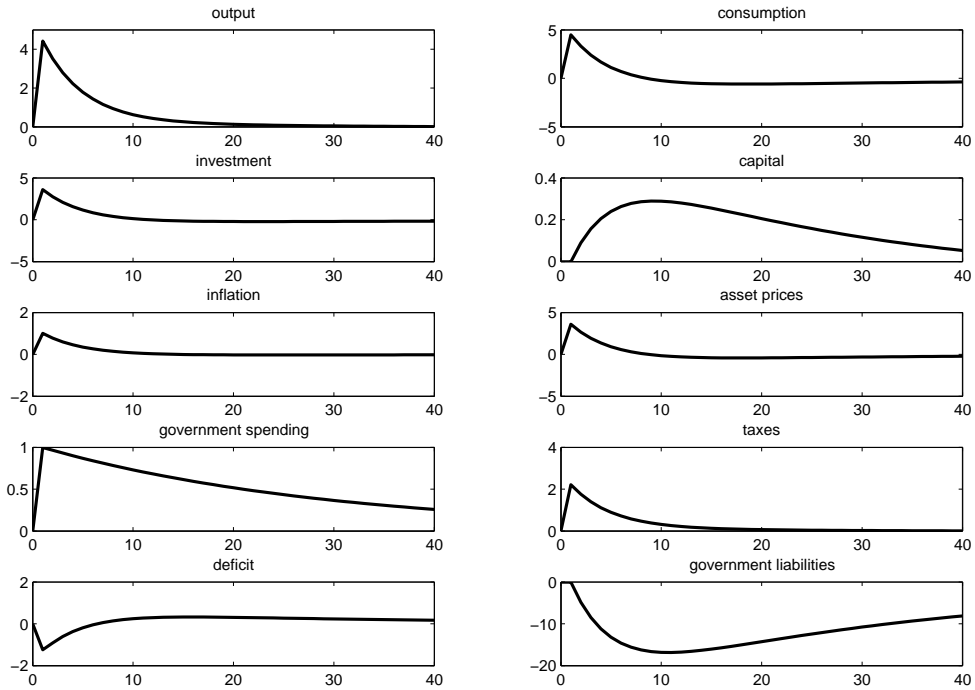 output
4
2
0
0 10 20 30 40
consumption
5
0
−5
0 10 20 30 40
investment
5
0
−5
0 10 20 30 40
capital
0.4
0.2
0
0 10 20 30 40
inflation
2
0
−2
0 10 20 30 40
asset prices
5
0
−5
0 10 20 30 40
government spending
1
0.5
0
0 10 20 30 40
taxes
4
2
0
0 10 20 30 40
deficit
2
0
−2
0 10 20 30 40
government liabilities
0
−10
−20
0 10 20 30 40